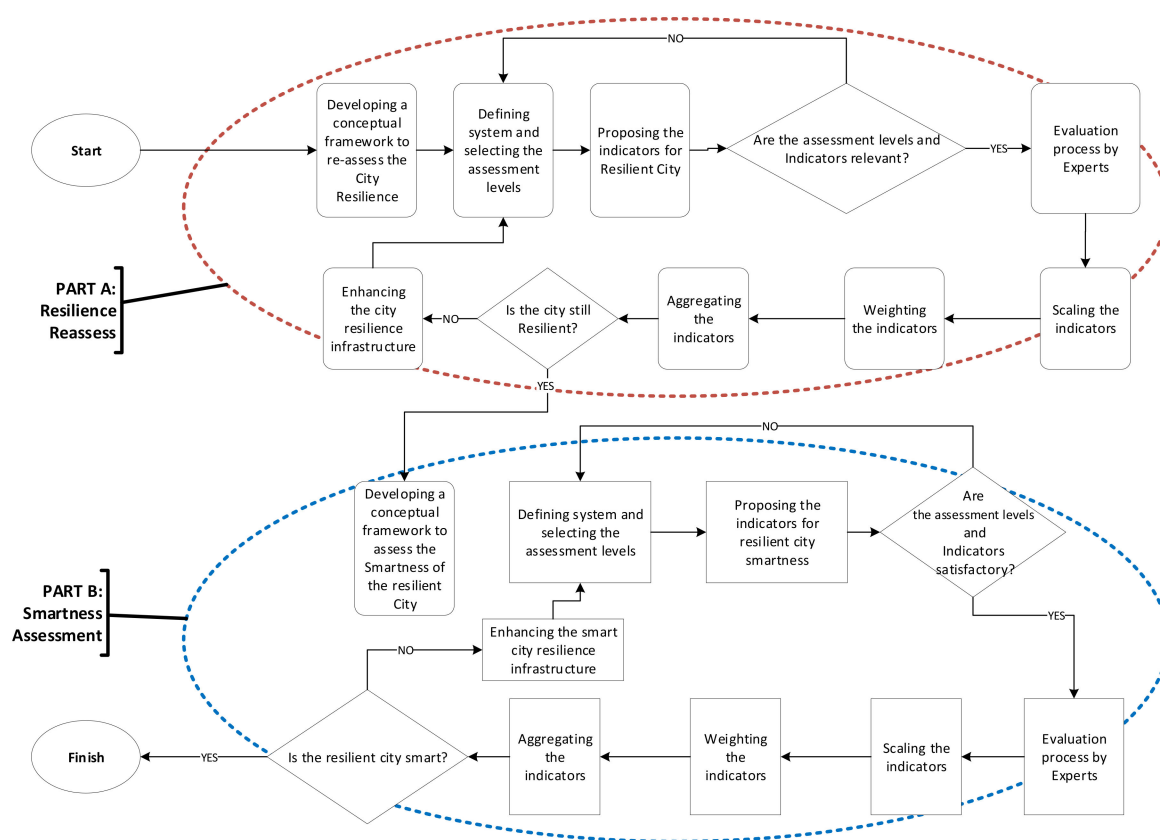 NO
Start
Developing a
conceptual
framework to
re-assess the
City
Resilience
Defining
system and
selecting the
assessment
levels
Proposing the
indicators for
Resilient City
Are the assessment levels and
Indicators relevant?
YES
Evaluation
process by
Experts
PART A:
Resilience
Reassess
Enhancing
the city
resilience
infrastructure
NO
Is the city still
Resilient?
Aggregating
the
indicators
Weighting
the indicators
Scaling the
indicators
YES
NO
Developing a
conceptual
framework to
assess the
Smartness of
the resilient
City
Defining system and
selecting the
assessment levels
Proposing the
indicators for
resilient city
smartness
Are
the assessment levels
and
Indicators
satisfactory?
PART B:
Smartness
Assessment
YES
NO
Enhancing the smart
city resilience
infrastructure
Finish
YES
Is the resilient city smart?
Aggregating
the
indicators
Weighting
the
indicators
Scaling the
indicators
Evaluation
process by
Experts